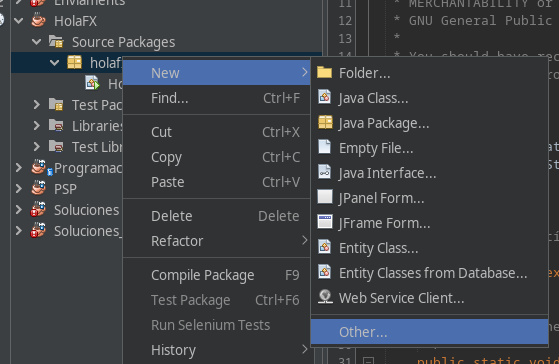 Enviaments
HolaFX
Source Packages
holaf
Ho
Test Pac
Libraries
Test Libr
Programac
PSP
Soluciones
Soluciones_
New
Find... Ctrl+F
Cut Ctrl+X
Copy Ctrl+C
Paste Ctrl+V
Delete Delete
Refactor
Compile Package F9
Test Package Ctrl+F6
Run Selenium Tests
History
Folder...
Java Class...
Java Package...
Empty File...
Java Interface...
JPanel Form...
JFrame Form...
Entity Class...
Entity Classes from Database...
Web Service Client...
Other...
11 * MERCHANTABILITY or
12 * GNU General Public
13 *
14 * You should have rec
31 public static void